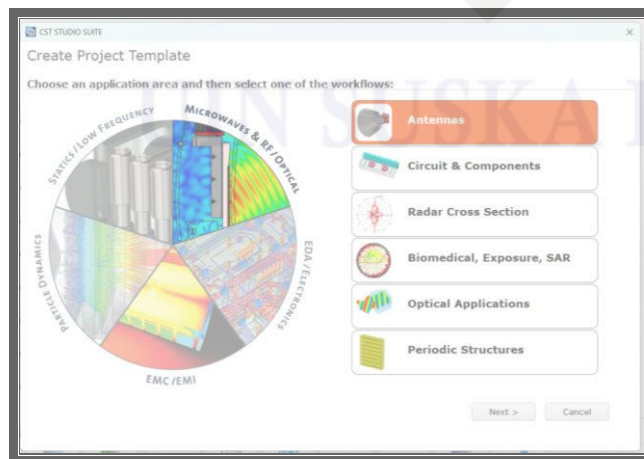 CST STUDIO SUITE
Create Project Template
Choose an application area and then select one of the workflows:
STATICS/LOW FREQUENCY
MICROWAVES & RF/OPTICAL
EDA/ELECTRONICS
EMC/EMI
PARTICLE DYNAMICS
Antennas
Circuit & Components
Radar Cross Section
Biomedical, Exposure, SAR
Optical Applications
Periodic Structures
Next >
Cancel
SUSKA